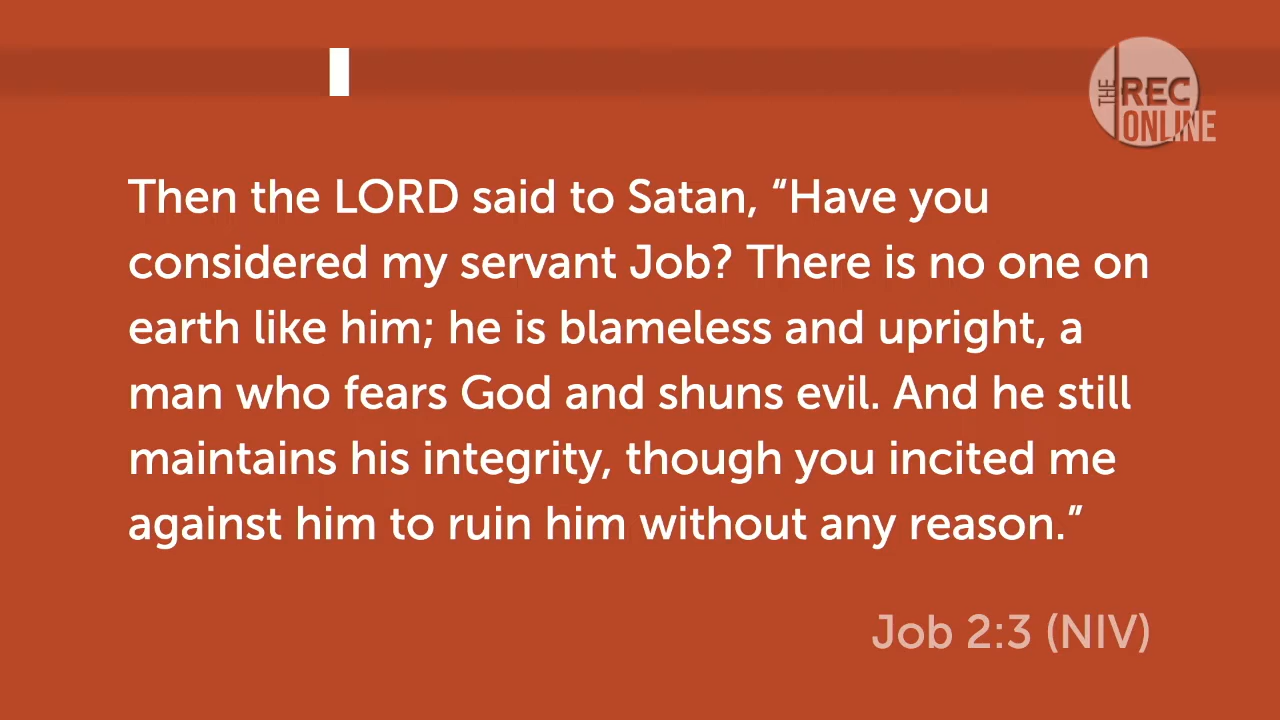 THE REC
ONLINE
Then the LORD said to Satan, “Have you
considered my servant Job? There is no one on
earth like him; he is blameless and upright, a
man who fears God and shuns evil. And he still
maintains his integrity, though you incited me
against him to ruin him without any reason.”
Job 2:3 (NIV)